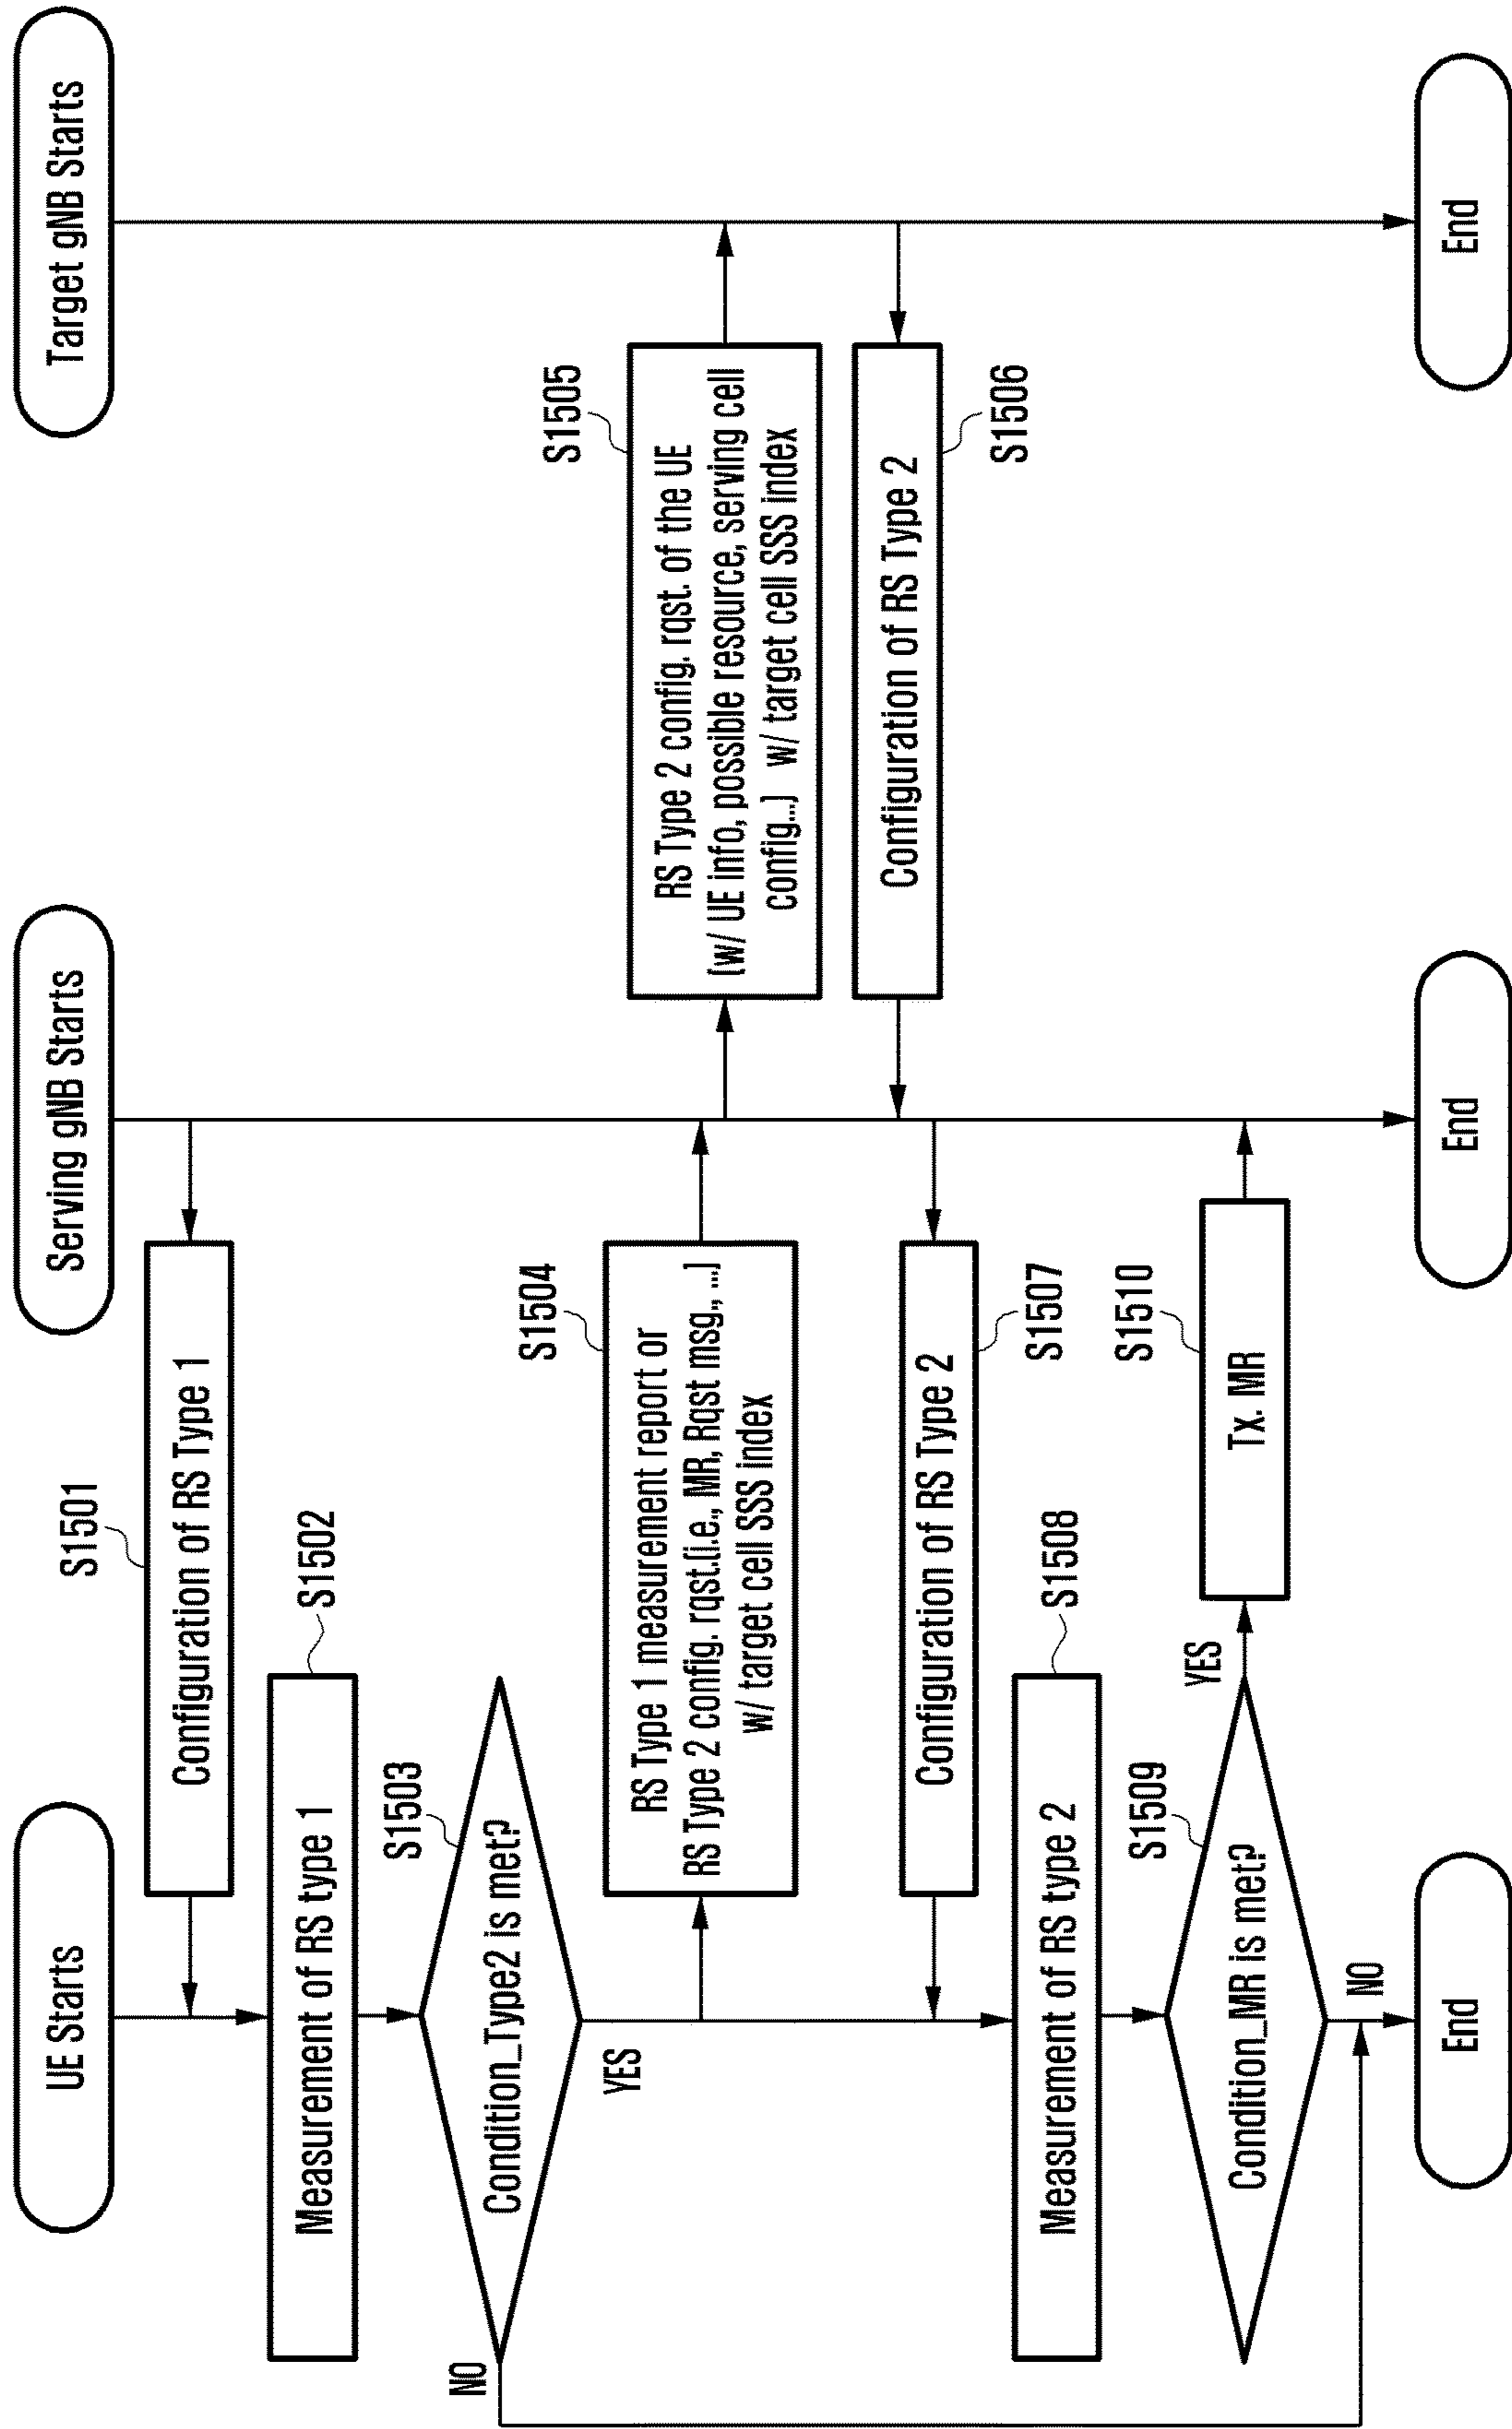 UE Starts
Serving gNB Starts
Target gNB Starts
S1501
Configuration of RS Type 1
S1502
Measurement of RS type 1
S1503
Condition_Type2 is met?
NO
YES
S1504
RS Type 1 measurement report or
RS Type 2 config. rqst.(i.e., MR, Rqst msg., ...)
w/ target cell SSS index
S1505
RS Type 2 config. rqst. of the UE
(w/ UE info, possible resource, serving cell
config...) w/ target cell SSS index
Configuration of RS Type 2
S1506
Configuration of RS Type 2
S1507
S1508
Measurement of RS type 2
S1509
Condition_MR is met?
YES
S1510
Tx. MR
NO
End
End
End